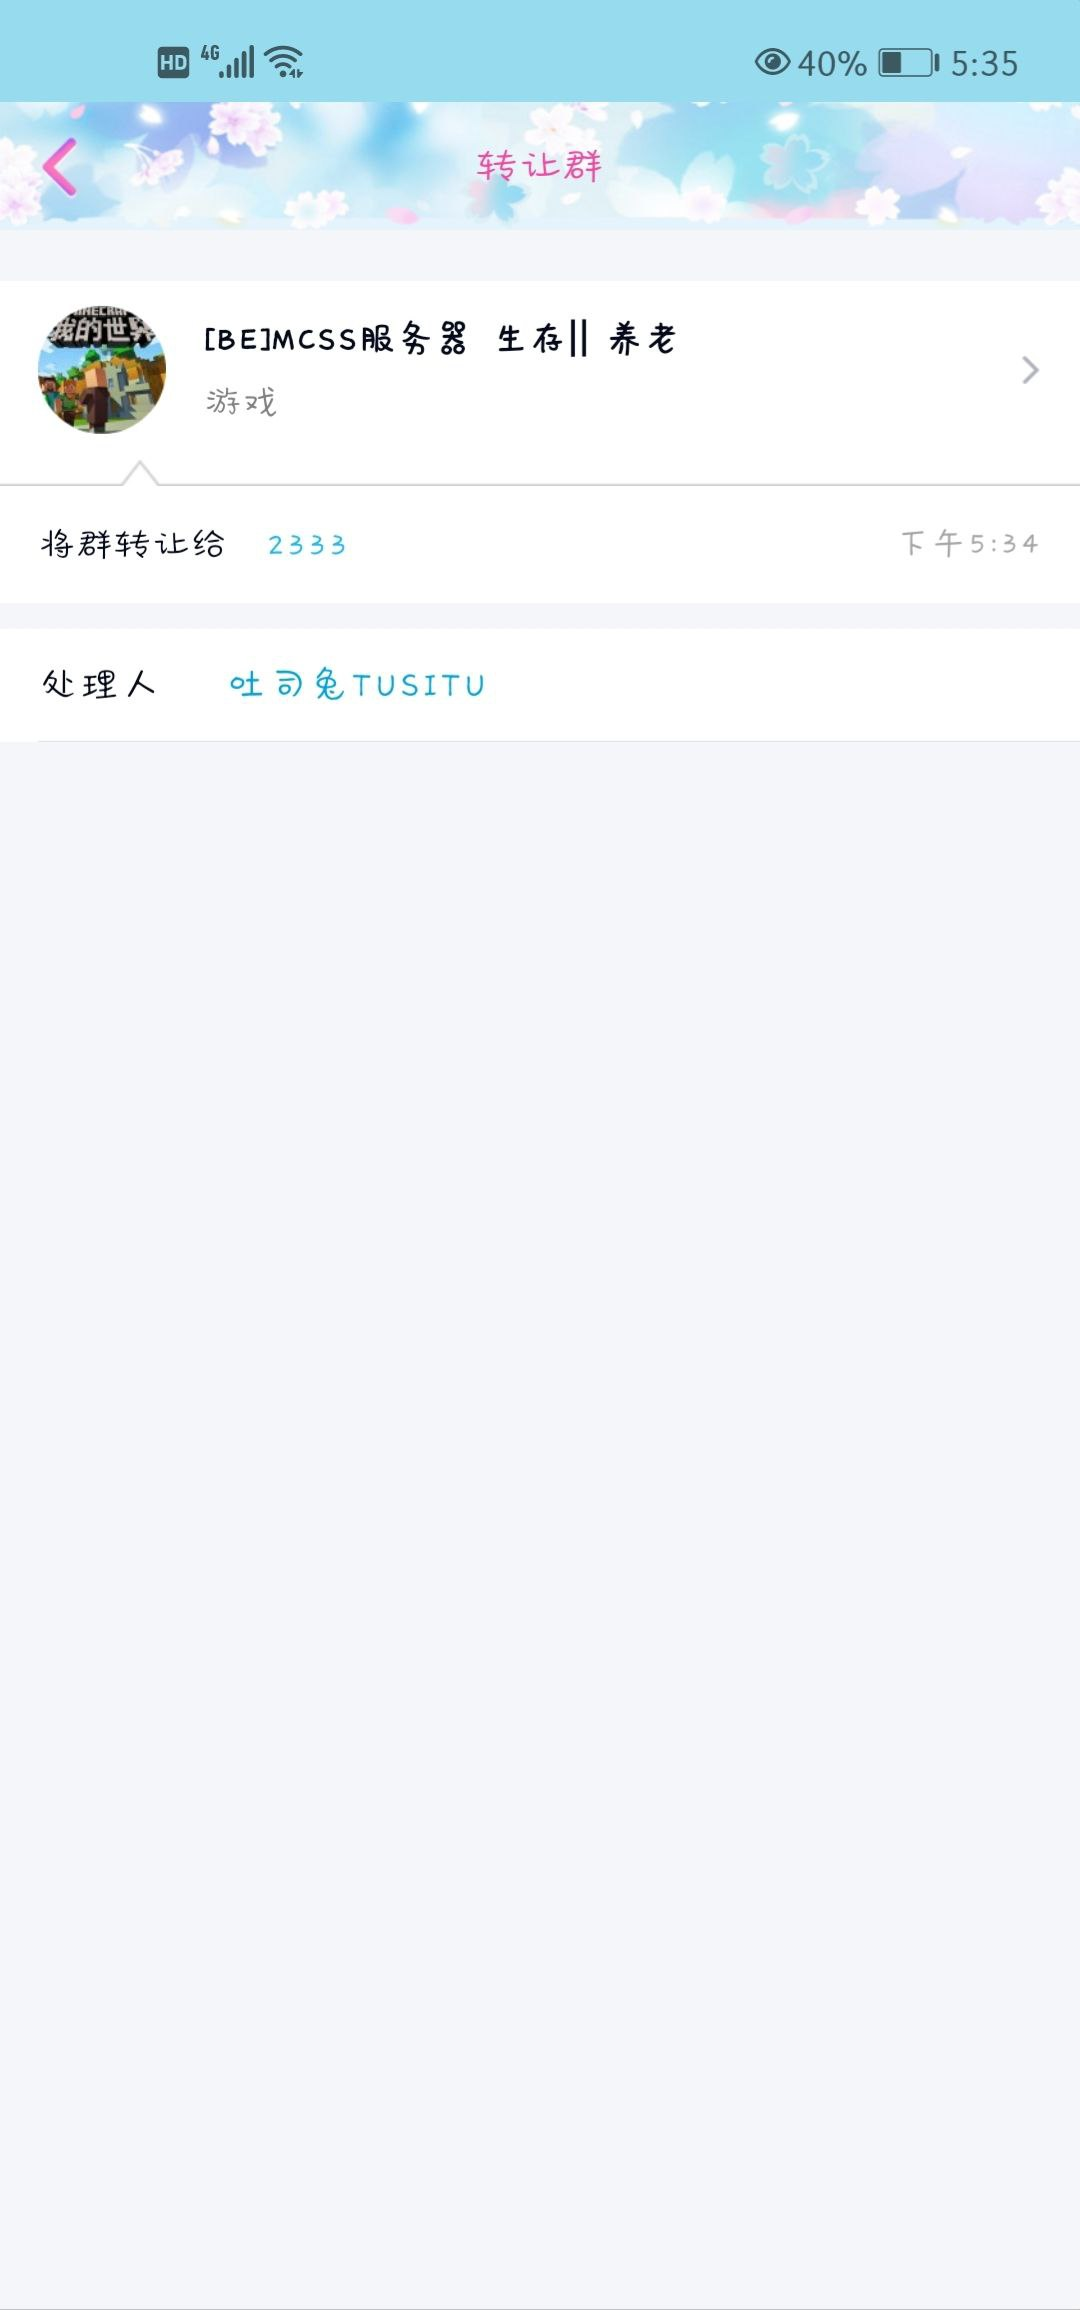 HD 4G 40% 5:35
转让群
我的世界
[BE]MCSS服务器 生存|| 养老
游戏
将群转让给 2333 下午5:34
处理人 吐司兔TUSITU